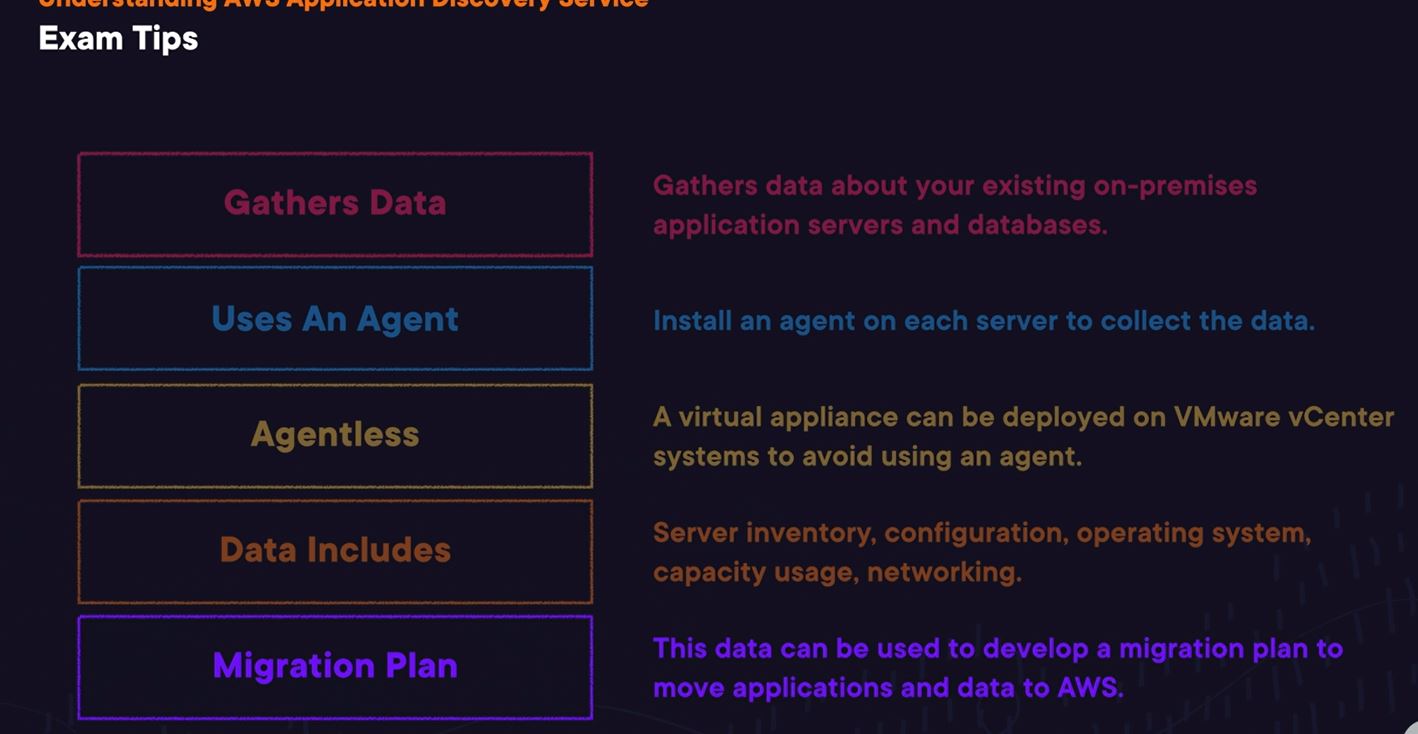 Understanding AWS Application Discovery Service
Exam Tips
Gathers Data
Gathers data about your existing on-premises
application servers and databases.
Uses An Agent
Install an agent on each server to collect the data.
Agentless
A virtual appliance can be deployed on VMware vCenter
systems to avoid using an agent.
Data Includes
Server inventory, configuration, operating system,
capacity usage, networking.
Migration Plan
This data can be used to develop a migration plan to
move applications and data to AWS.